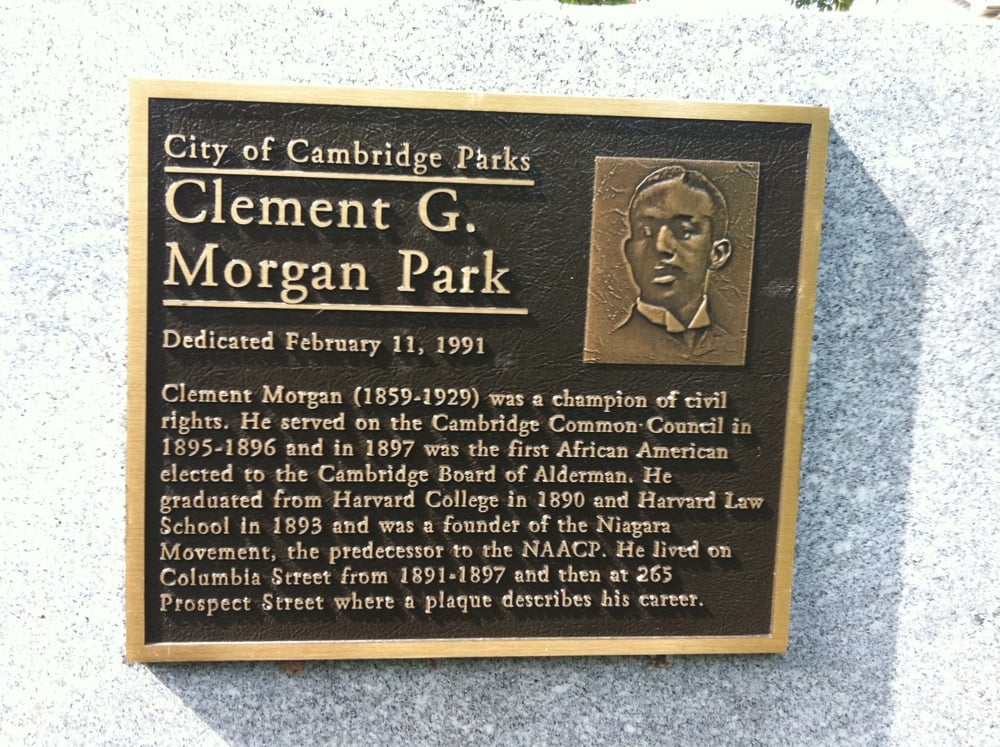 City of Cambridge Parks
Clement G.
Morgan Park
Dedicated February 11, 1991
Clement Morgan (1859-1929) was a champion of civil
rights. He served on the Cambridge Common Council in
1895-1896 and in 1897 was the first African American
elected to the Cambridge Board of Alderman. He
graduated from Harvard College in 1890 and Harvard Law
School in 1893 and was a founder of the Niagara
Movement, the predecessor to the NAACP. He lived on
Columbia Street from 1891-1897 and then at 265
Prospect Street where a plaque describes his career.